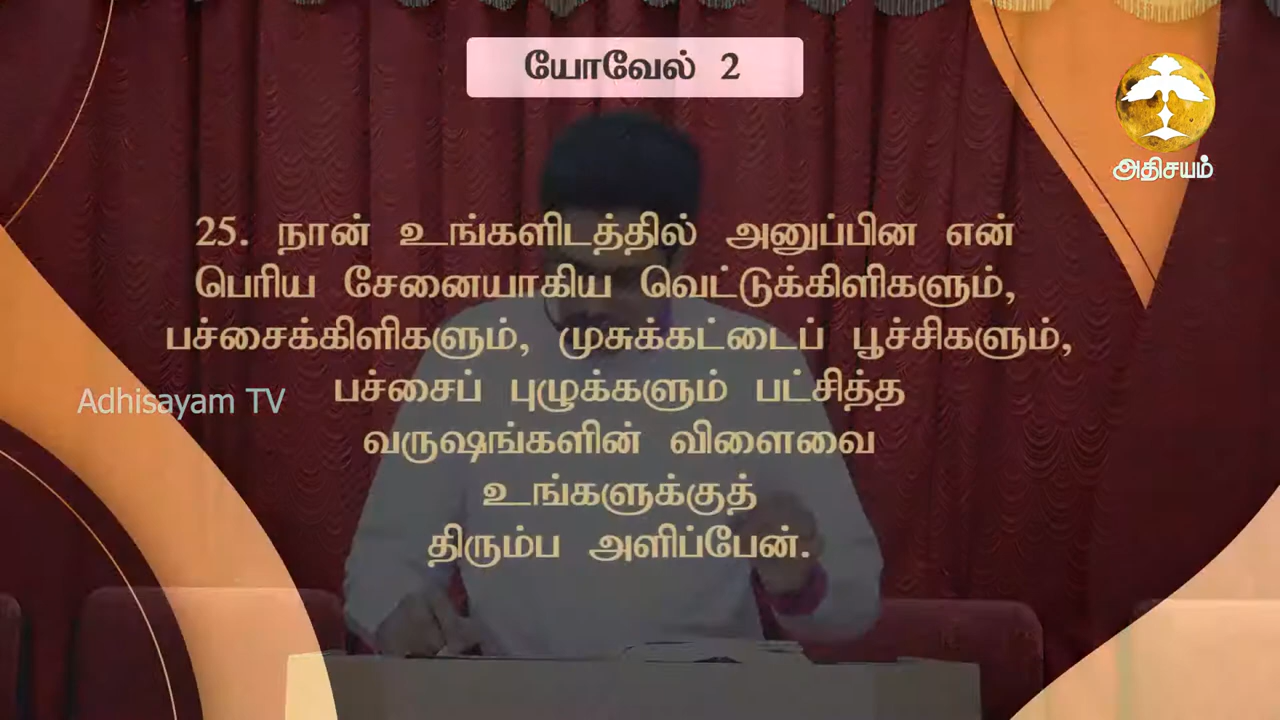 யோவேல் 2
அதிசயம்
25. நான் உங்களிடத்தில் அனுப்பின என்
பெரிய சேனையாகிய வெட்டுக்கிளிகளும்,
பச்சைக்கிளிகளும், முசுக்கட்டைப் பூச்சிகளும்,
பச்சைப் புழுக்களும் பட்சித்த
Adhisayam TV
வருஷங்களின் விளைவை
உங்களுக்குத்
திரும்ப அளிப்பேன்.